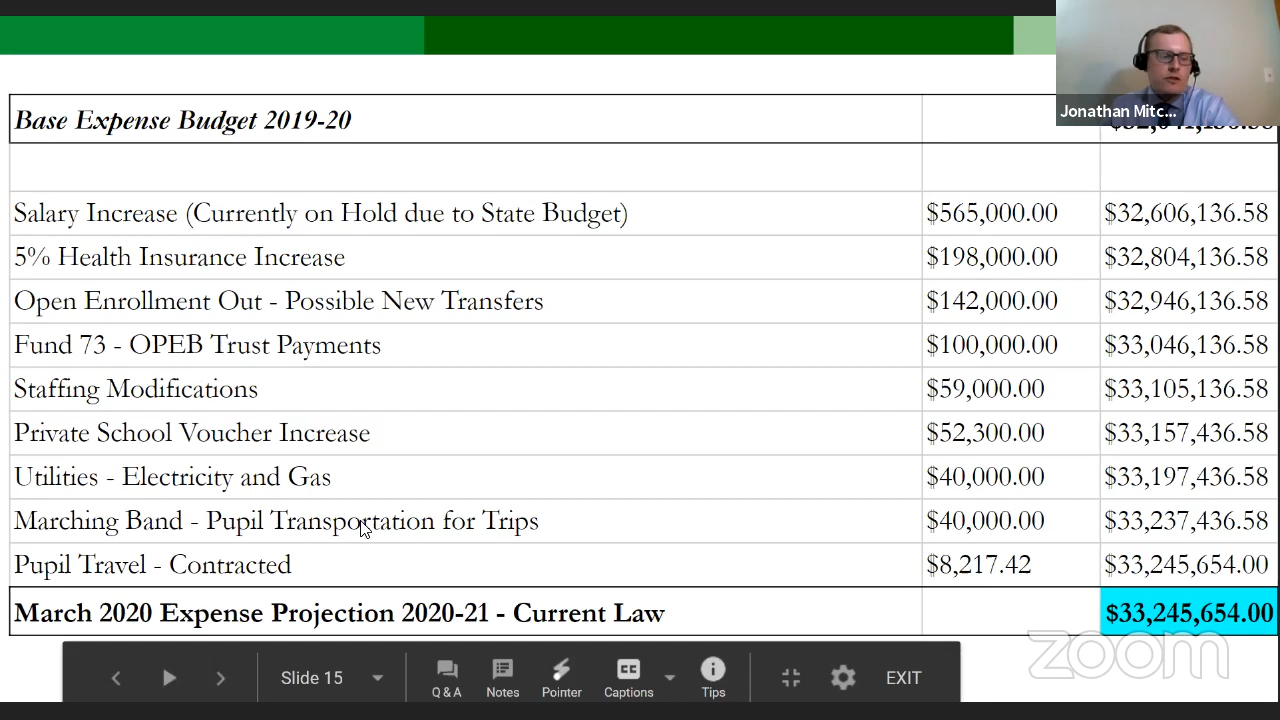 Jonathan Mitc...
Base Expense Budget 2019-20
Salary Increase (Currently on Hold due to State Budget) $565,000.00 $32,606,136.58
5% Health Insurance Increase $198,000.00 $32,804,136.58
Open Enrollment Out - Possible New Transfers $142,000.00 $32,946,136.58
Fund 73 - OPEB Trust Payments $100,000.00 $33,046,136.58
Staffing Modifications $59,000.00 $33,105,136.58
Private School Voucher Increase $52,300.00 $33,157,436.58
Utilities - Electricity and Gas $40,000.00 $33,197,436.58
Marching Band - Pupil Transportation for Trips $40,000.00 $33,237,436.58
Pupil Travel - Contracted $8,217.42 $33,245,654.00
March 2020 Expense Projection 2020-21 - Current Law $33,245,654.00
zoom
Slide 15
Q & A Notes Pointer Captions Tips EXIT